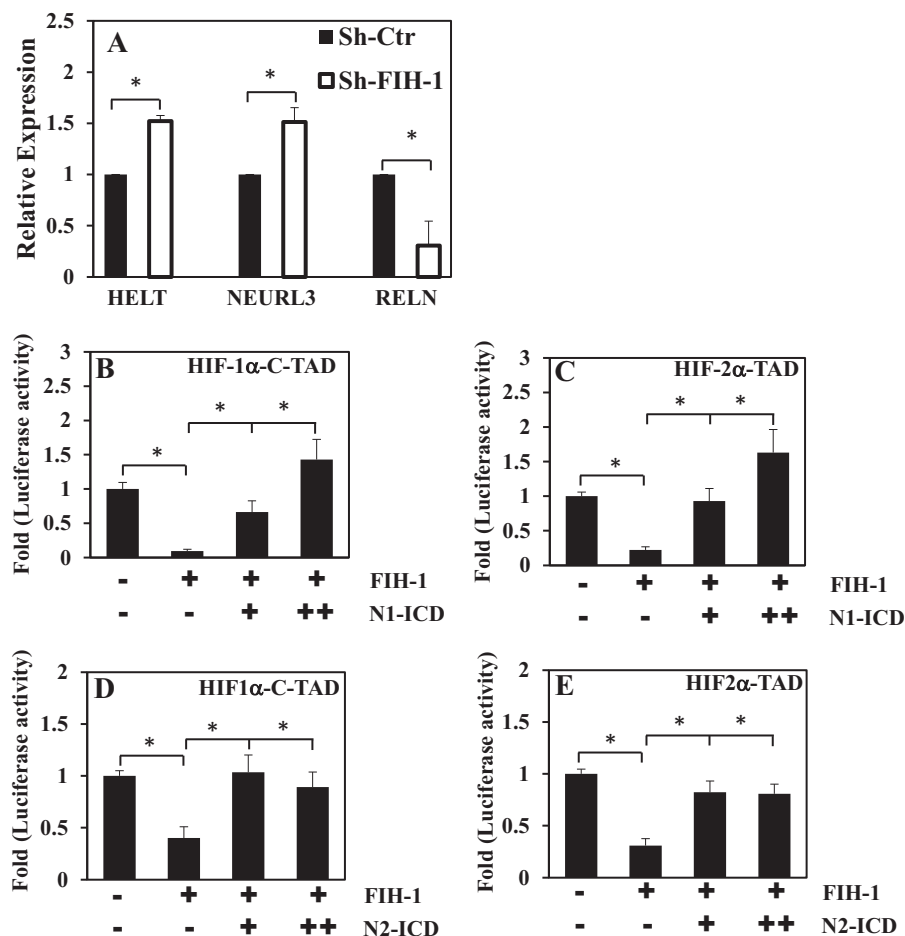 A
Sh-Ctr
Sh-FIH-1
Relative Expression
2.5
2
1.5
1
0.5
0
* * *
HELT NEURL3 RELN
B
HIF-1α-C-TAD
Fold (Luciferase activity)
3
2.5
2
1.5
1
0.5
0
* * *
- + + + FIH-1
- - + ++ N1-ICD
C
HIF-2α-TAD
Fold (Luciferase activity)
3
2.5
2
1.5
1
0.5
0
* * *
- + + + FIH-1
- - + ++ N1-ICD
D
HIF1α-C-TAD
Fold (Luciferase activity)
2
1.5
1
0.5
0
* * *
- + + + FIH-1
- - + ++ N2-ICD
E
HIF2α-TAD
Fold (Luciferase activity)
2
1.5
1
0.5
0
* * *
- + + + FIH-1
- - + ++ N2-ICD